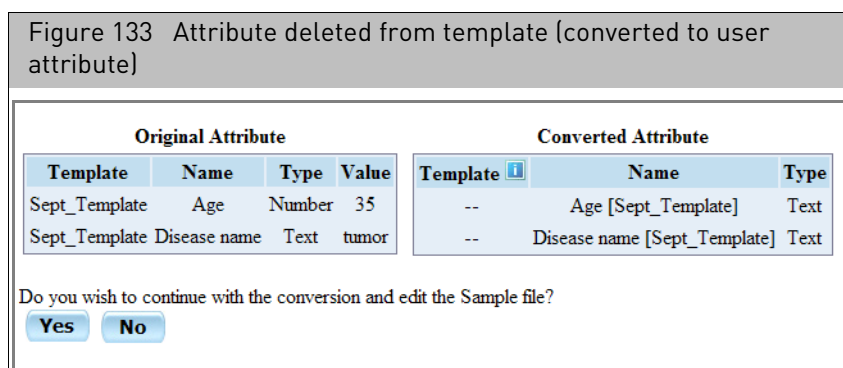 Figure 133 Attribute deleted from template (converted to user
attribute)
Original Attribute
Template Name Type Value
Sept_Template Age Number 35
Sept_Template Disease name Text tumor
Converted Attribute
Template i Name Type
-- Age [Sept_Template] Text
-- Disease name [Sept_Template] Text
Do you wish to continue with the conversion and edit the Sample file?
Yes No